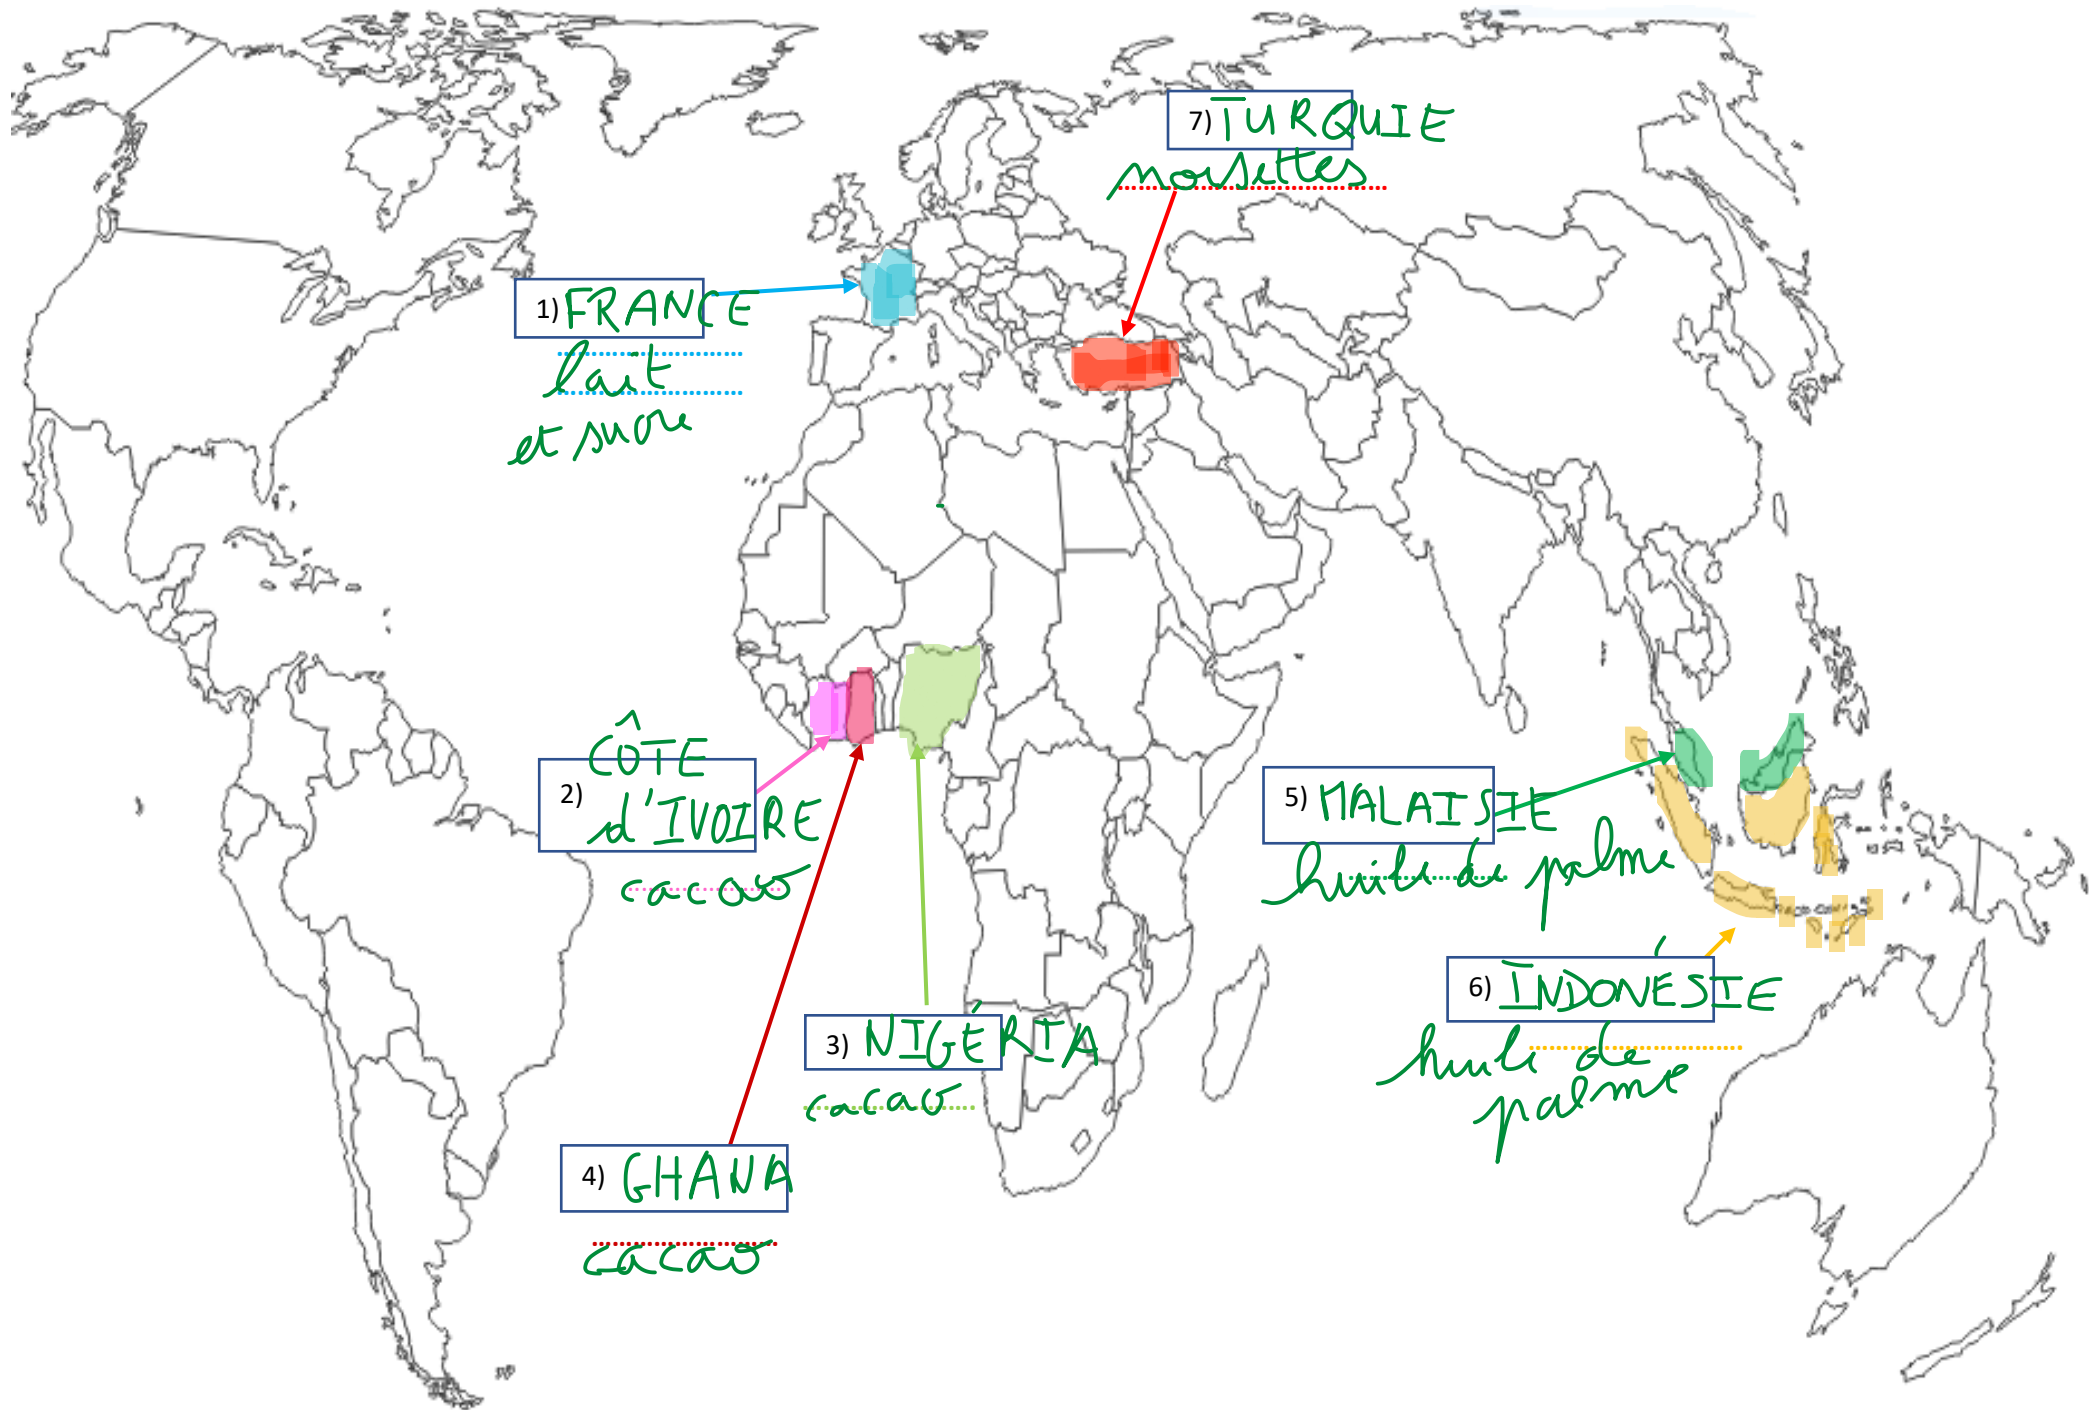 7) TURQUIE
noisettes
1) FRANCE
lait
et sucre
2) CÔTE
d'IVOIRE
cacao
5) MALAISIE
huile de palme
6) INDONÉSIE
huile de
palme
3) NIGÉRIA
cacao
4) GHANA
cacao